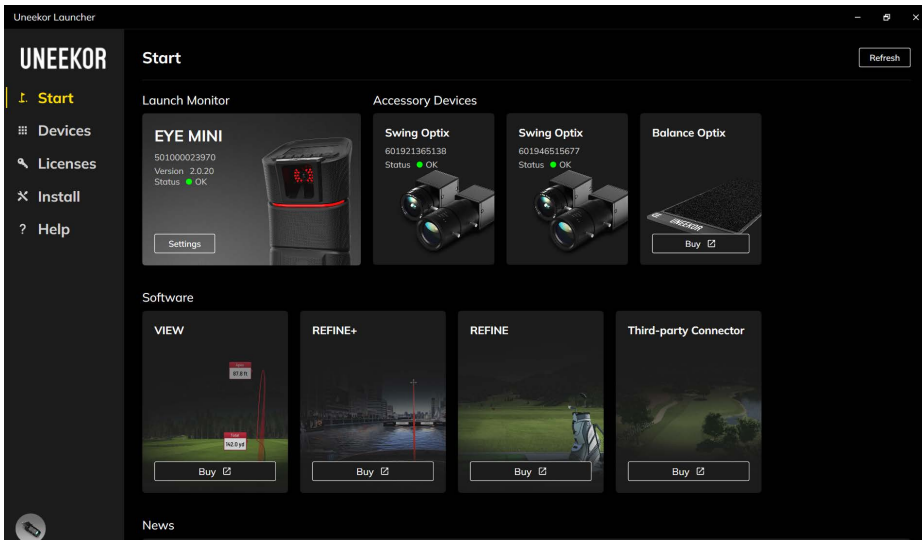 Uneekor Launcher
UNEEKOR
Start
Devices
Licenses
Install
? Help
Start
Refresh
Launch Monitor
Accessory Devices
EYE MINI
501000023970
Version 2.0.20
Status OK
Settings
Swing Optix
601921365138
Status OK
Swing Optix
601946515677
Status OK
Balance Optix
UNEEKOR
Buy
Software
VIEW
87.8 ft
Total
142.0 yd
Buy
REFINE+
Buy
REFINE
Buy
Third-party Connector
Buy
News